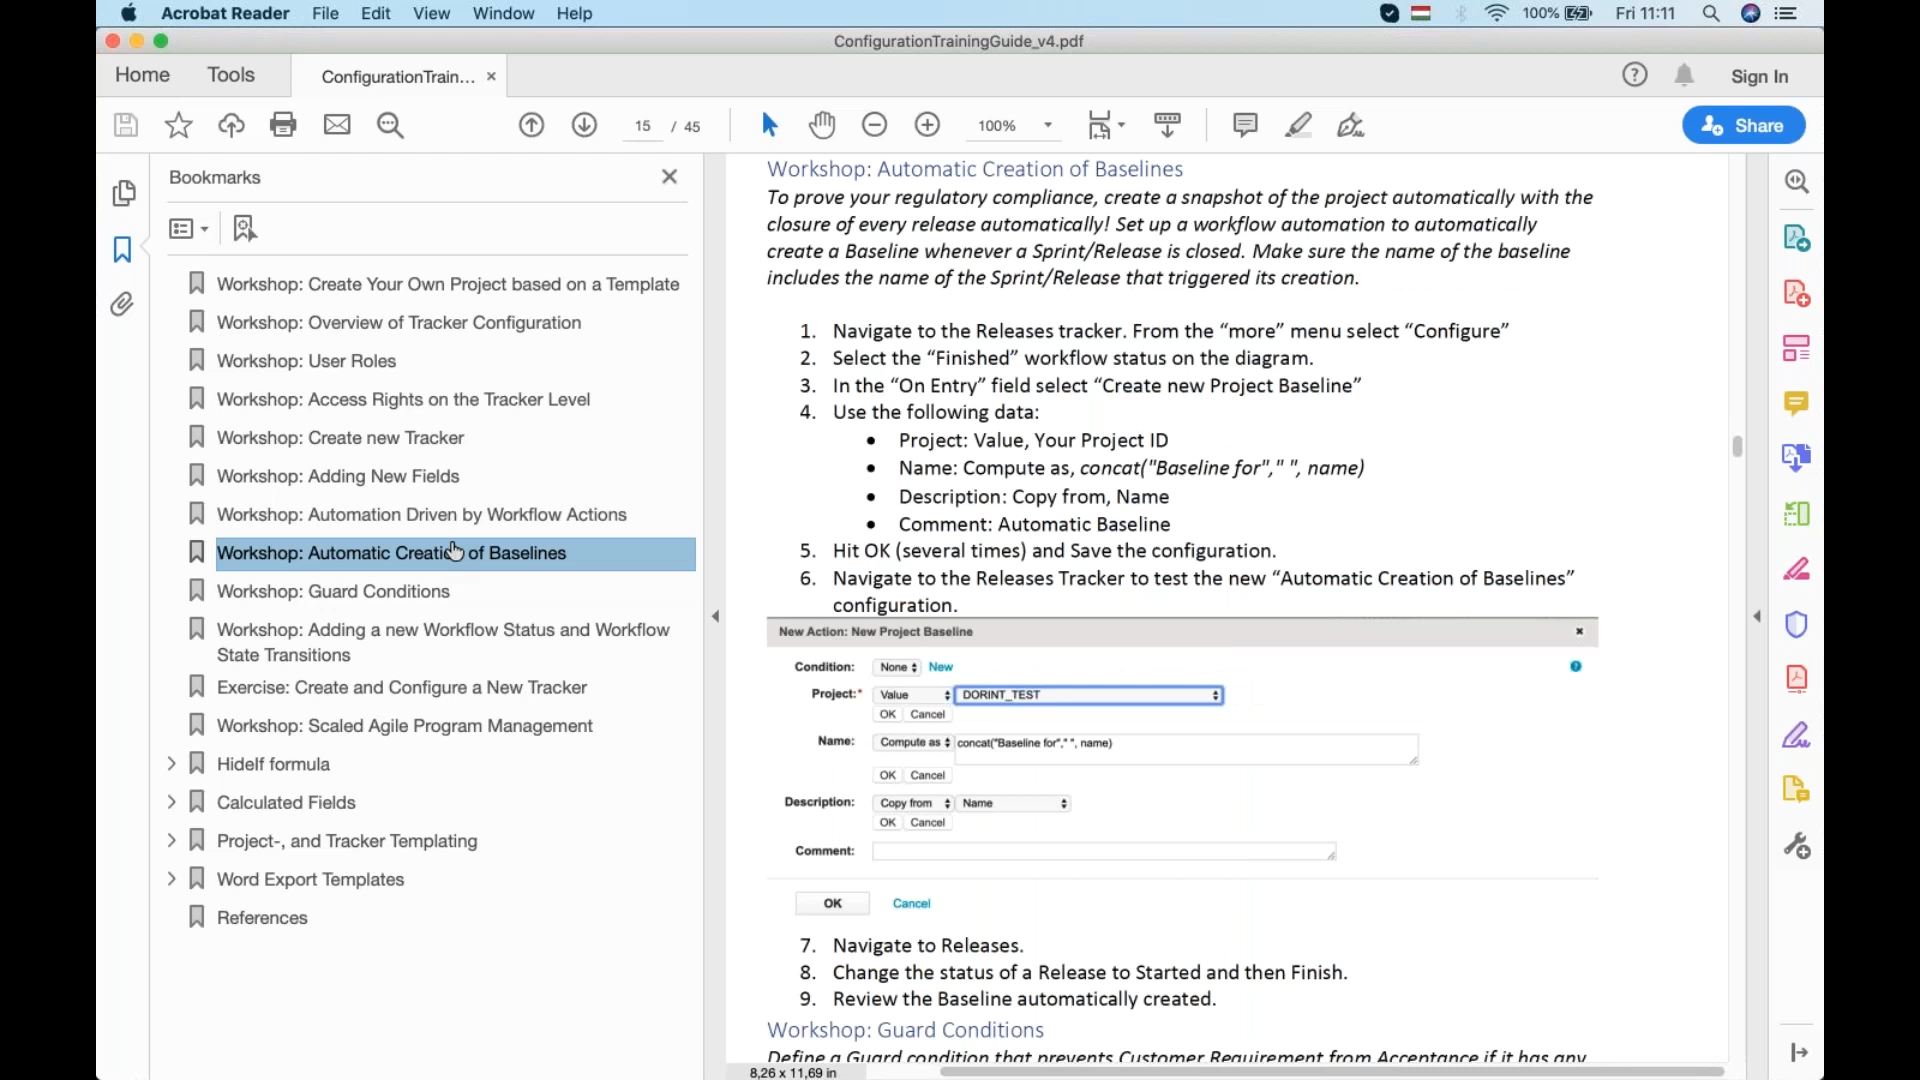 Acrobat Reader File Edit View Window Help 100% Fri 11:11
ConfigurationTrainingGuide_v4.pdf
Home Tools ConfigurationTrain... × Sign In
15 / 45 100% Share
Bookmarks
Workshop: Create Your Own Project based on a Template
Workshop: Overview of Tracker Configuration
Workshop: User Roles
Workshop: Access Rights on the Tracker Level
Workshop: Create new Tracker
Workshop: Adding New Fields
Workshop: Automation Driven by Workflow Actions
Workshop: Automatic Creation of Baselines
Workshop: Guard Conditions
Workshop: Adding a new Workflow Status and Workflow
State Transitions
Exercise: Create and Configure a New Tracker
Workshop: Scaled Agile Program Management
Hidelf formula
Calculated Fields
Project-, and Tracker Templating
Word Export Templates
References
Workshop: Automatic Creation of Baselines
To prove your regulatory compliance, create a snapshot of the project automatically with the
closure of every release automatically! Set up a workflow automation to automatically
create a Baseline whenever a Sprint/Release is closed. Make sure the name of the baseline
includes the name of the Sprint/Release that triggered its creation.
1. Navigate to the Releases tracker. From the “more” menu select “Configure”
2. Select the “Finished” workflow status on the diagram.
3. In the “On Entry” field select “Create new Project Baseline”
4. Use the following data:
• Project: Value, Your Project ID
• Name: Compute as, concat("Baseline for"," ", name)
• Description: Copy from, Name
• Comment: Automatic Baseline
5. Hit OK (several times) and Save the configuration.
6. Navigate to the Releases Tracker to test the new “Automatic Creation of Baselines”
configuration.
New Action: New Project Baseline
Condition: None New
Project:* Value DORINT_TEST
OK Cancel
Name: Compute as concat("Baseline for"," ", name)
OK Cancel
Description: Copy from Name
OK Cancel
Comment:
OK Cancel
7. Navigate to Releases.
8. Change the status of a Release to Started and then Finish.
9. Review the Baseline automatically created.
Workshop: Guard Conditions
Define a Guard condition that prevents Customer Requirement from Acceptance if it has any
8,26 x 11,69 in